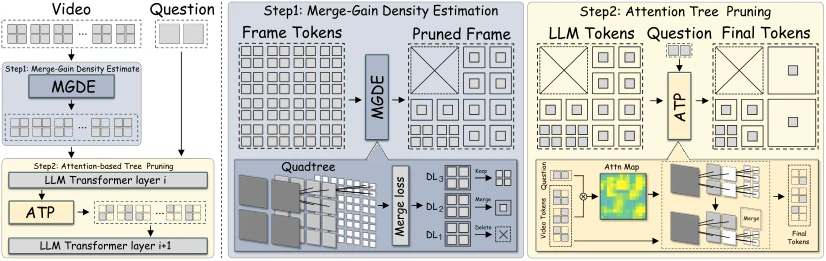 Video
Question
Step1: Merge-Gain Density Estimate
MGDE
...
...
Step2: Attention-based Tree Pruning
LLM Transformer layer i
ATP
...
LLM Transformer layer i+1
Step1: Merge-Gain Density Estimation
Frame Tokens
MGDE
Pruned Frame
Quadtree
Merge loss
DL3
Keep
DL2
Merge
DL1
Delete
Step2: Attention Tree Pruning
LLM Tokens
Question
Final Tokens
ATP
Question
Video Tokens
Attn Map
Merge
Final
Tokens